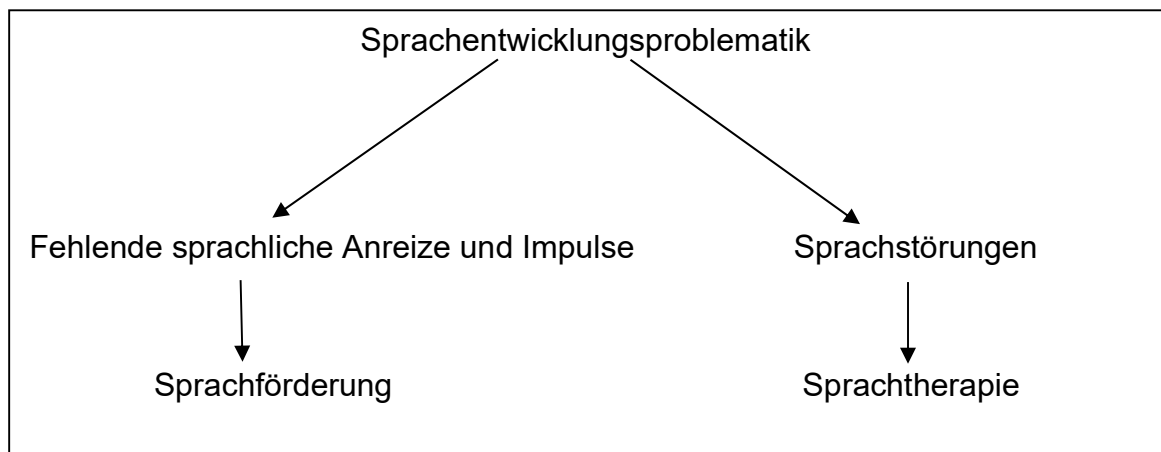 Sprachentwicklungsproblematik
Fehlende sprachliche Anreize und Impulse
Sprachstörungen
Sprachförderung
Sprachtherapie